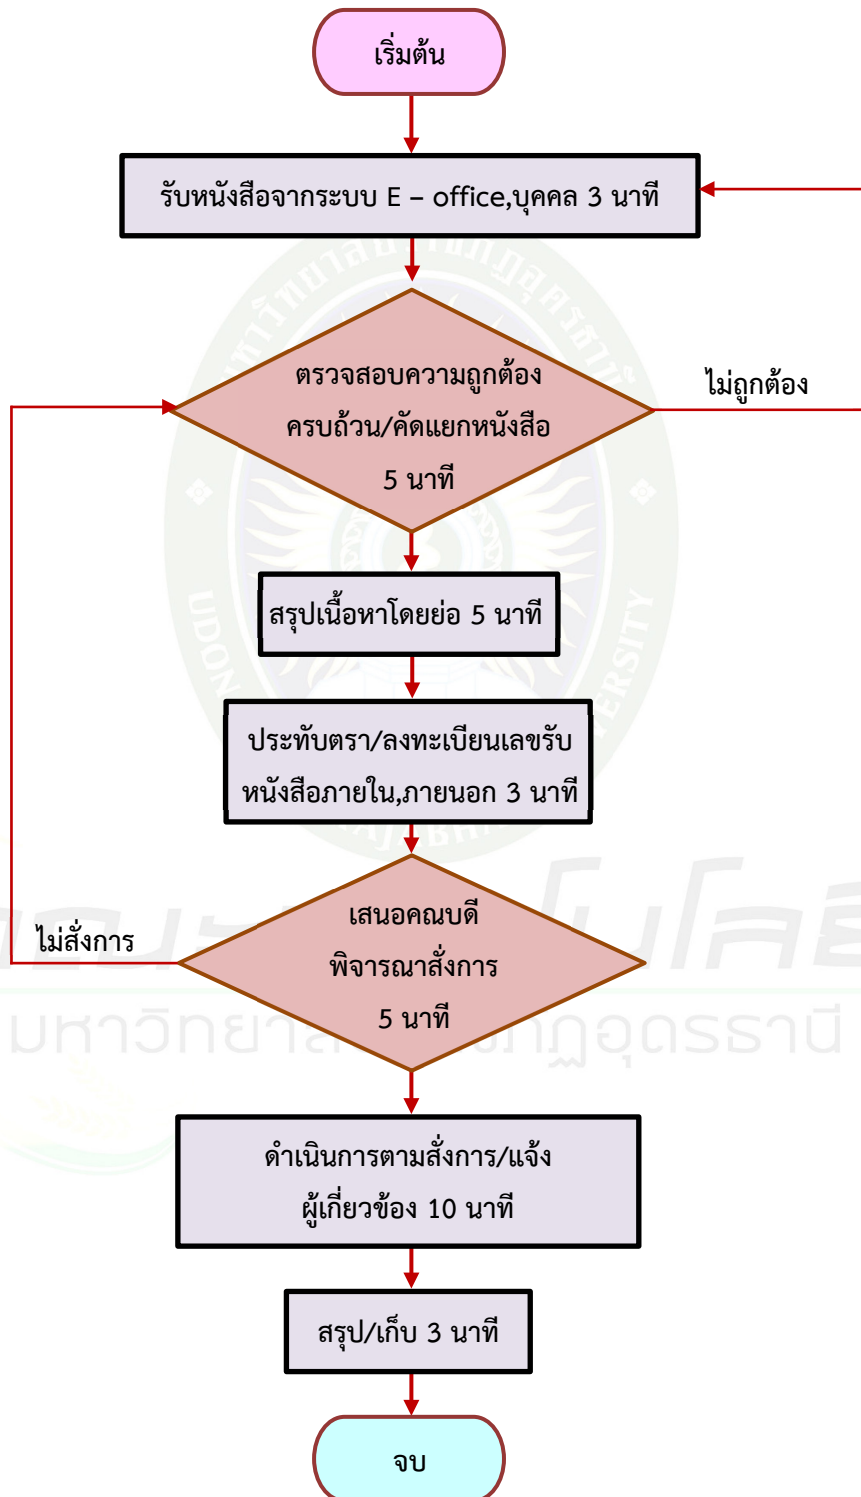 เริ่มต้น
รับหนังสือจากระบบ E – office,บุคคล 3 นาที
ตรวจสอบความถูกต้อง
ครบถ้วน/คัดแยกหนังสือ
5 นาที
ไม่ถูกต้อง
สรุปเนื้อหาโดยย่อ 5 นาที
ประทับตรา/ลงทะเบียนเลขรับ
หนังสือภายใน,ภายนอก 3 นาที
เสนอคณบดี
พิจารณาสั่งการ
5 นาที
ไม่สั่งการ
ดำเนินการตามสั่งการ/แจ้ง
ผู้เกี่ยวข้อง 10 นาที
สรุป/เก็บ 3 นาที
จบ